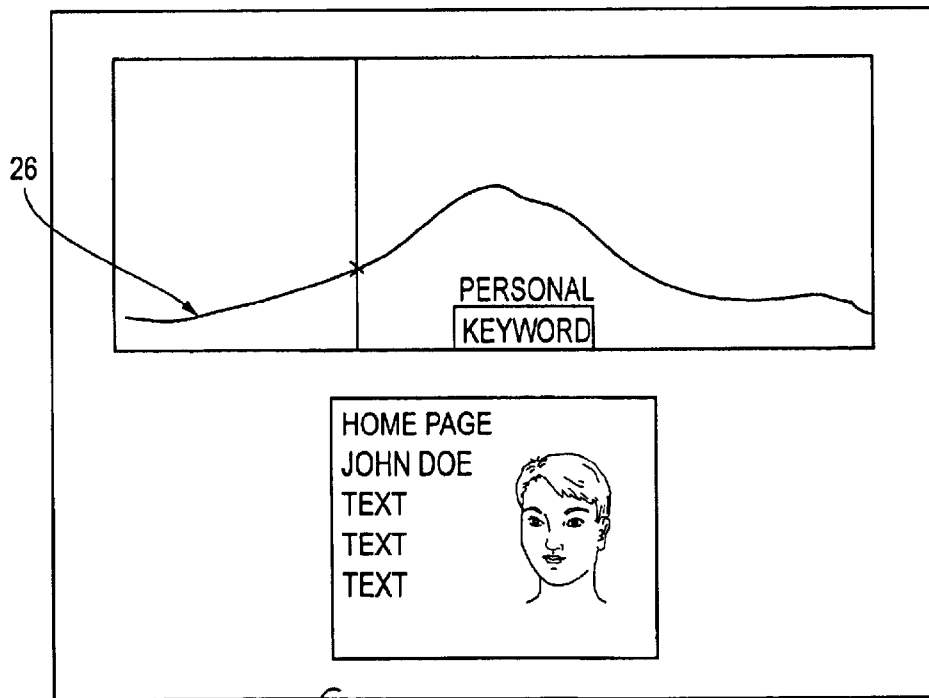 26
PERSONAL
KEYWORD
HOME PAGE
JOHN DOE
TEXT
TEXT
TEXT